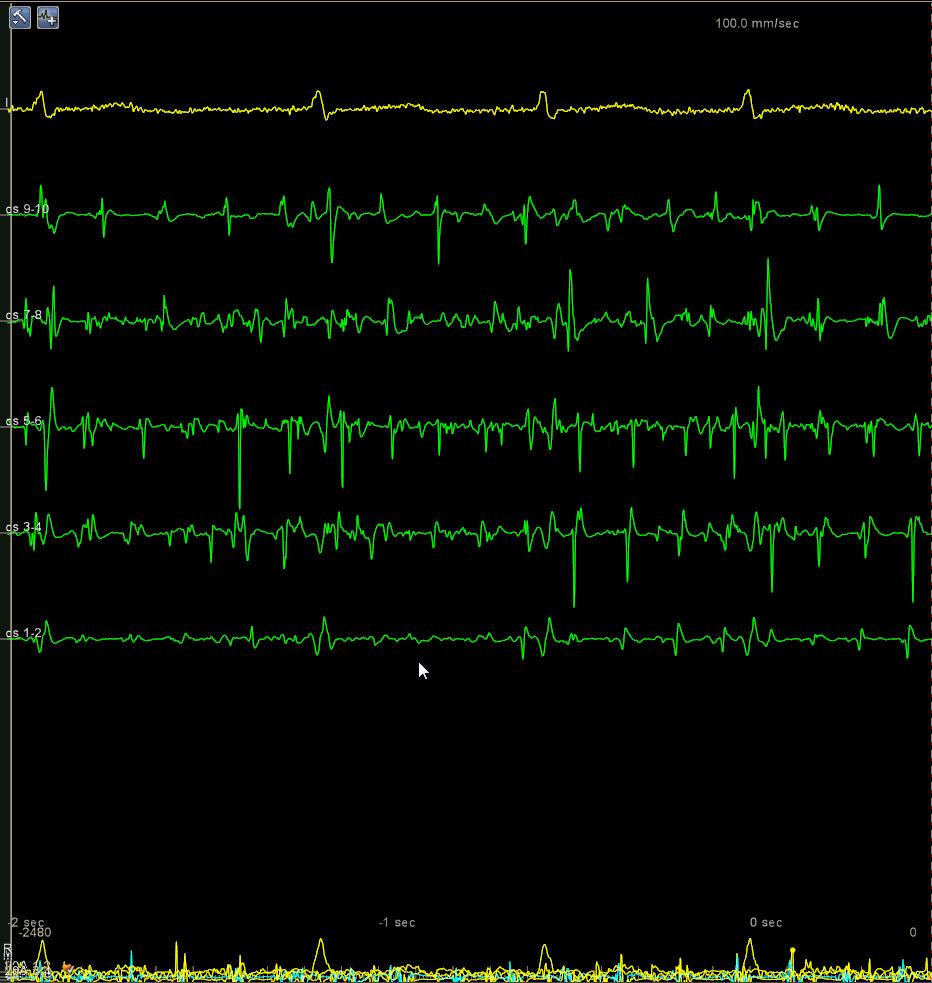 100.0 mm/sec
I
cs 9-10
cs 7-8
cs 5-6
cs 3-4
cs 1-2
-2 sec
-1 sec
0 sec
-2480
0